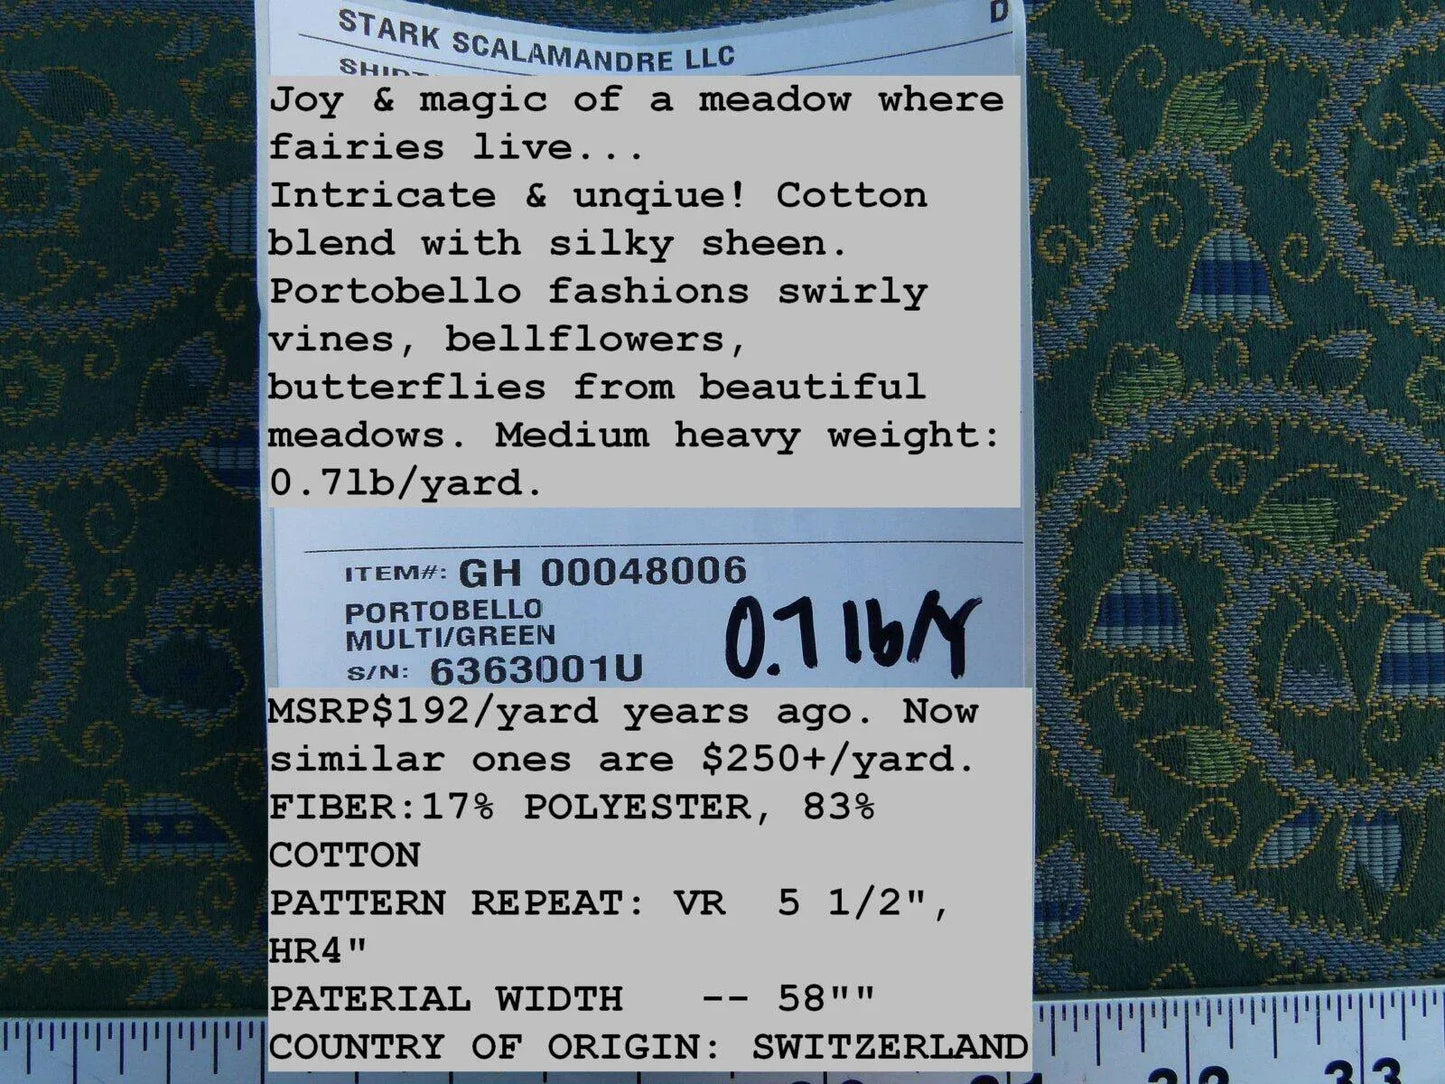 STARK SCALAMANDRE LLC
D
Joy & magic of a meadow where
fairies live...
Intricate & unqiue! Cotton
blend with silky sheen.
Portobello fashions swirly
vines, bellflowers,
butterflies from beautiful
meadows. Medium heavy weight:
0.7lb/yard.
ITEM#: GH 00048006
PORTOBELLO
MULTI/GREEN
S/N: 6363001U
0.7 lb/Y
MSRP$192/yard years ago. Now
similar ones are $250+/yard.
FIBER:17% POLYESTER, 83%
COTTON
PATTERN REPEAT: VR 5 1/2",
HR4"
PATERIAL WIDTH -- 58""
COUNTRY OF ORIGIN: SWITZERLAND
31 32 33